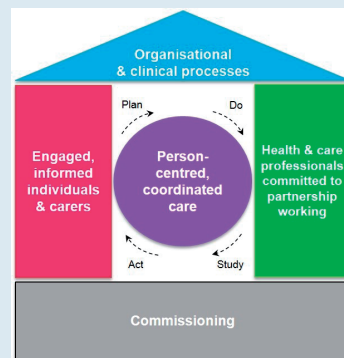 Organisational
& clinical processes
Plan
Do
Engaged,
informed
individuals
& carers
Person-
centred,
coordinated
care
Health & care
professionals
committed to
partnership
working
Act
Study
Commissioning